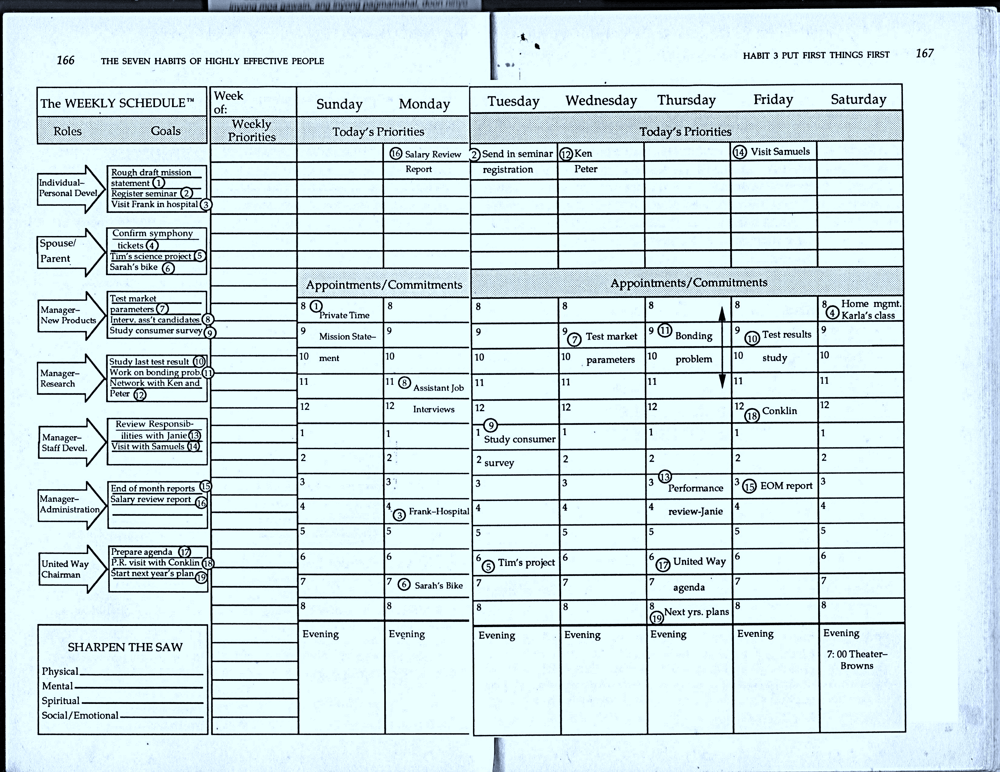 inyong mga gawain, ang inyong pagmamahal, doon ninyo
166 THE SEVEN HABITS OF HIGHLY EFFECTIVE PEOPLE
HABIT 3 PUT FIRST THINGS FIRST 167
The WEEKLY SCHEDULE™
Roles Goals
Individual–
Personal Devel.
Rough draft mission
statement ①
Register seminar ②
Visit Frank in hospital ③
Spouse/
Parent
Confirm symphony
tickets ④
Tim's science project ⑤
Sarah's bike ⑥
Manager–
New Products
Test market
parameters ⑦
Interv. ass't candidates ⑧
Study consumer survey ⑨
Manager–
Research
Study last test result ⑩
Work on bonding prob. ⑪
Network with Ken and
Peter ⑫
Manager–
Staff Devel.
Review Responsib-
ilities with Janie ⑬
Visit with Samuels ⑭
Manager–
Administration
End of month reports ⑮
Salary review report ⑯
United Way
Chairman
Prepare agenda ⑰
P.R. visit with Conklin ⑱
Start next year's plan ⑲
SHARPEN THE SAW
Physical
Mental
Spiritual
Social/Emotional
Week
of:
Weekly
Priorities
Sunday Monday Tuesday Wednesday Thursday Friday Saturday
Today's Priorities Today's Priorities
⑯ Salary Review ② Send in seminar ⑫ Ken ⑭ Visit Samuels
Report registration Peter
Appointments/Commitments Appointments/Commitments
8 ① Private Time 8 8 8 8 8 8 ④ Home mgmt.
Karla's class
9 Mission State– 9 9 9 ⑦ Test market 9 ⑪ Bonding 9 ⑩ Test results 9
10 ment 10 10 10 parameters 10 problem 10 study 10
11 11 ⑧ Assistant Job 11 11 11 11 11
12 12 Interviews 12 12 12 12 ⑱ Conklin 12
1 1 1 ⑨ Study consumer 1 1 1 1
2 2 2 survey 2 2 2 2
3 3 3 3 3 ⑬ Performance 3 ⑮ EOM report 3
4 4 ③ Frank–Hospital 4 4 4 review-Janie 4 4
5 5 5 5 5 5 5
6 6 6 ⑤ Tim's project 6 6 ⑰ United Way 6 6
7 7 ⑥ Sarah's Bike 7 7 7 agenda 7 7
8 8 8 8 8 ⑲ Next yrs. plans 8 8
Evening Evening Evening Evening Evening Evening Evening
7: 00 Theater–
Browns